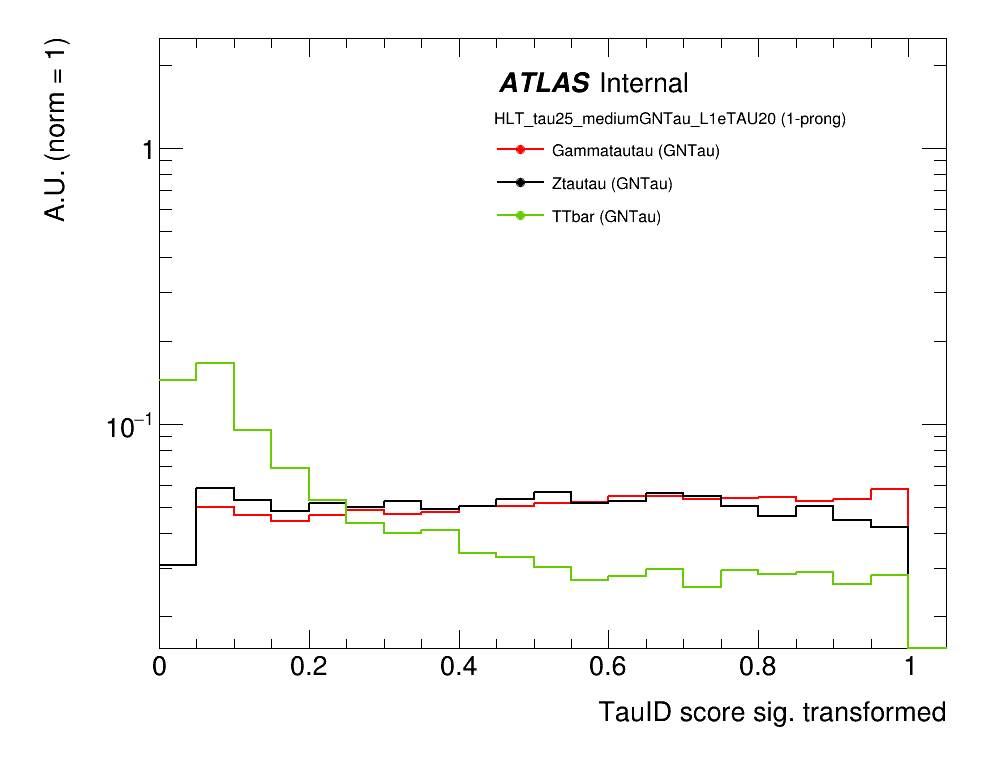 A.U. (norm = 1)
ATLAS Internal
HLT_tau25_mediumGNTau_L1eTAU20 (1-prong)
Gammatautau (GNTau)
Ztautau (GNTau)
TTbar (GNTau)
1
10⁻¹
0 0.2 0.4 0.6 0.8 1
TauID score sig. transformed